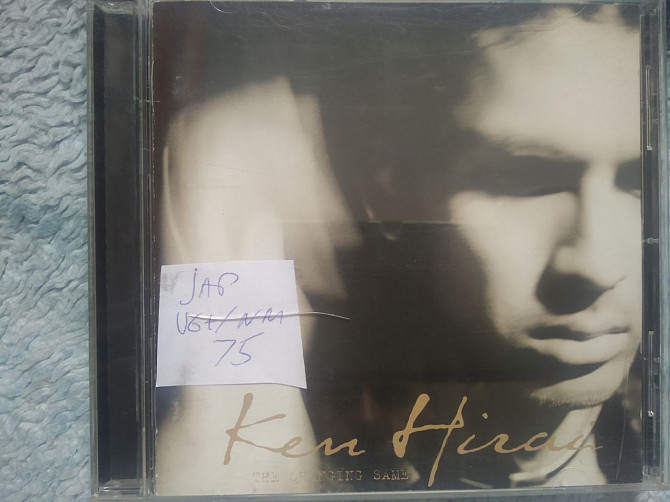 JAP
VG+/NM
75
Ken Hirai
THE CHANGING SAME